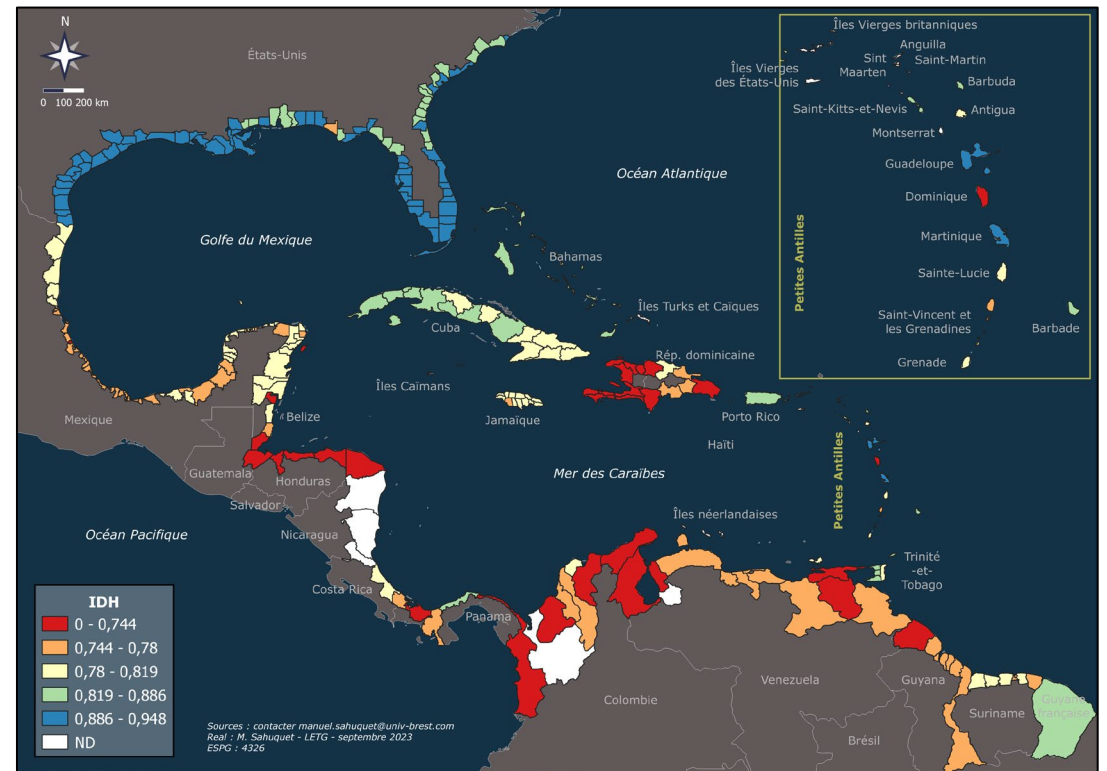 N
0 100 200 km
États-Unis
Golfe du Mexique
Océan Atlantique
Bahamas
Îles Turks et Caïques
Cuba
Îles Caïmans
Jamaïque
Rép. dominicaine
Haïti
Porto Rico
Mexique
Belize
Guatemala
Honduras
Salvador
Nicaragua
Costa Rica
Panama
Océan Pacifique
Mer des Caraïbes
Îles néerlandaises
Petites Antilles
Trinité
-et-
Tobago
Colombie
Venezuela
Guyana
Suriname
Guyane
française
Brésil
Petites Antilles
Îles Vierges britanniques
Anguilla
Saint-Martin
Sint
Maarten
Îles Vierges
des États-Unis
Barbuda
Saint-Kitts-et-Nevis
Antigua
Montserrat
Guadeloupe
Dominique
Martinique
Sainte-Lucie
Saint-Vincent et
les Grenadines
Barbade
Grenade
IDH
0 - 0,744
0,744 - 0,78
0,78 - 0,819
0,819 - 0,886
0,886 - 0,948
ND
Sources : contacter manuel.sahuquet@univ-brest.com
Real : M. Sahuquet - LETG - septembre 2023
ESPG : 4326